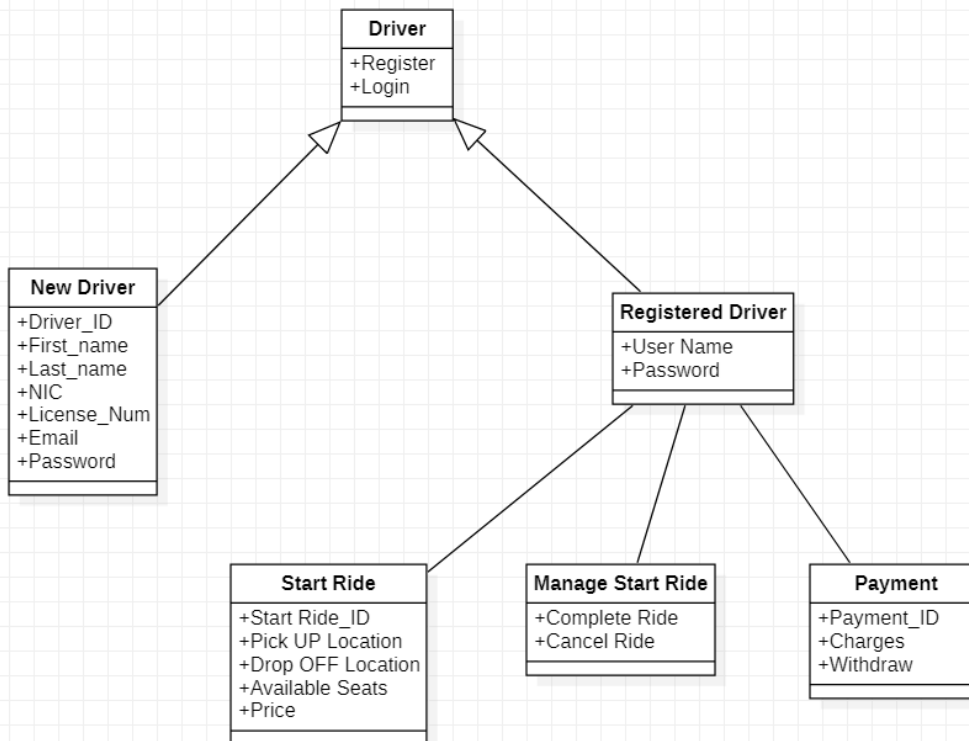 Driver
+Register
+Login
New Driver
+Driver_ID
+First_name
+Last_name
+NIC
+License_Num
+Email
+Password
Registered Driver
+User Name
+Password
Start Ride
+Start Ride_ID
+Pick UP Location
+Drop OFF Location
+Available Seats
+Price
Manage Start Ride
+Complete Ride
+Cancel Ride
Payment
+Payment_ID
+Charges
+Withdraw